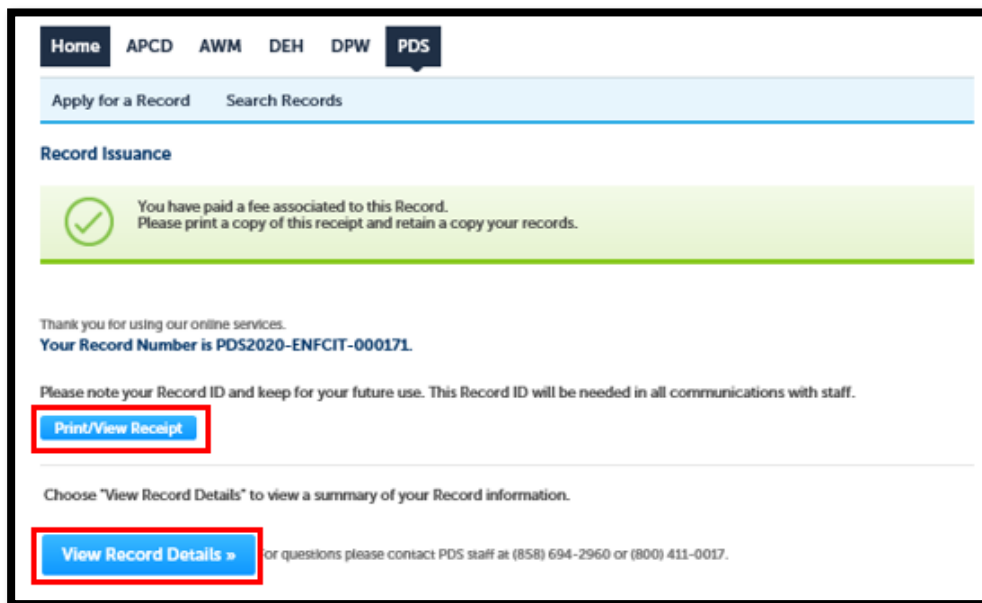 Home APCD AWM DEH DPW PDS
Apply for a Record Search Records
Record Issuance
You have paid a fee associated to this Record.
Please print a copy of this receipt and retain a copy your records.
Thank you for using our online services.
Your Record Number is PDS2020-ENFCIT-000171.
Please note your Record ID and keep for your future use. This Record ID will be needed in all communications with staff.
Print/View Receipt
Choose "View Record Details" to view a summary of your Record information.
View Record Details » For questions please contact PDS staff at (858) 694-2960 or (800) 411-0017.